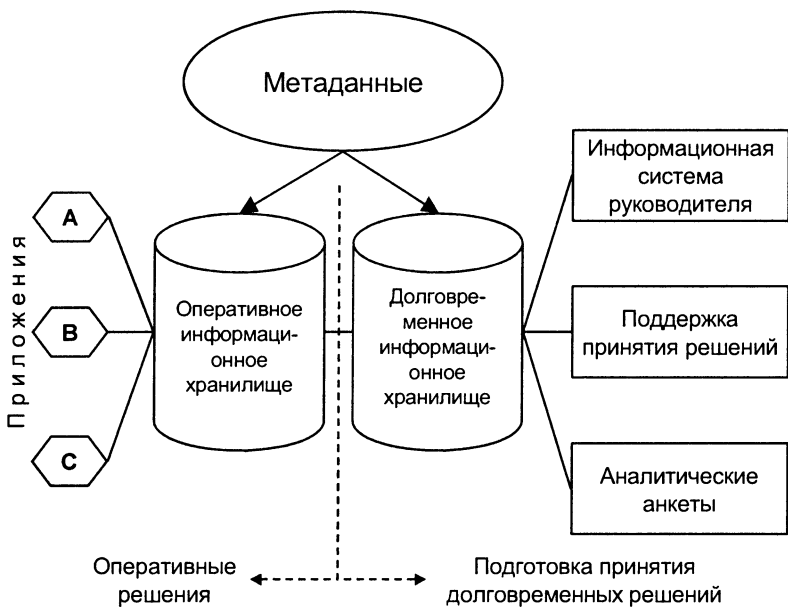 Метаданные
Приложения
A
B
C
Оперативное
информаци-
онное
хранилище
Долговре-
менное
информаци-
онное
хранилище
Информационная
система
руководителя
Поддержка
принятия решений
Аналитические
анкеты
Оперативные
решения
Подготовка принятия
долговременных решений